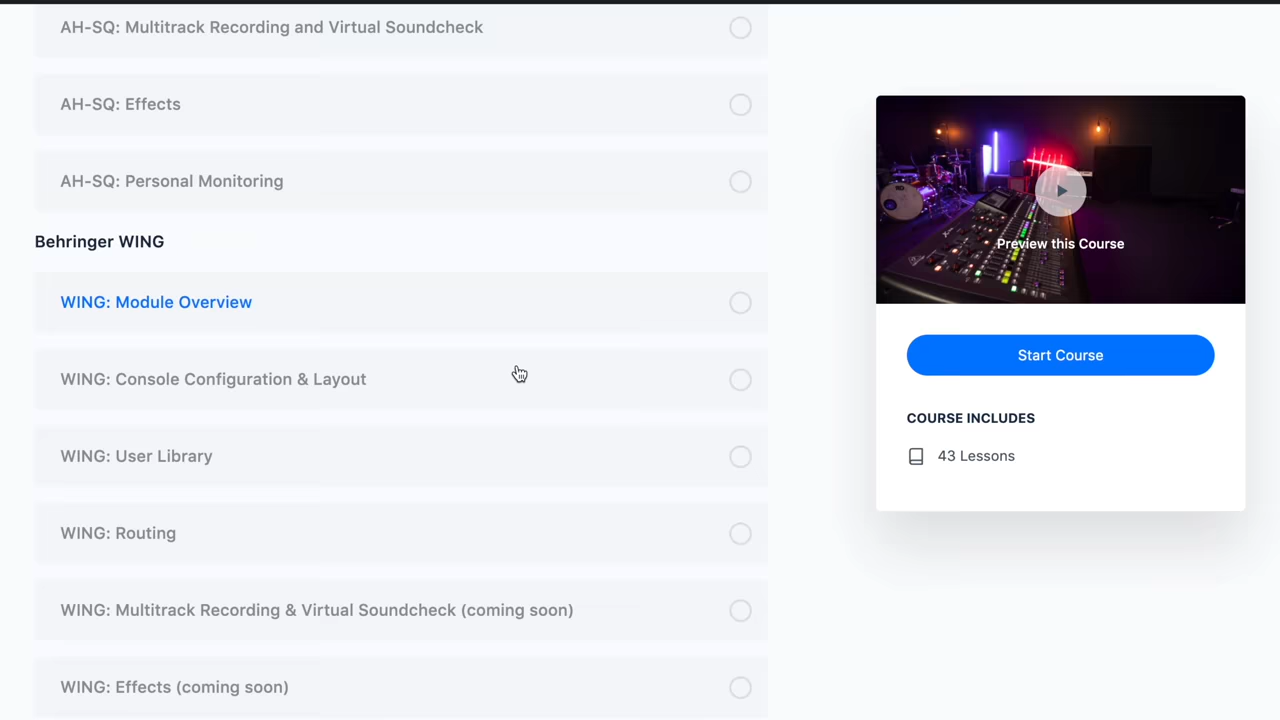 AH-SQ: Multitrack Recording and Virtual Soundcheck
AH-SQ: Effects
AH-SQ: Personal Monitoring
Behringer WING
WING: Module Overview
WING: Console Configuration & Layout
WING: User Library
WING: Routing
WING: Multitrack Recording & Virtual Soundcheck (coming soon)
WING: Effects (coming soon)
Preview this Course
Start Course
COURSE INCLUDES
43 Lessons